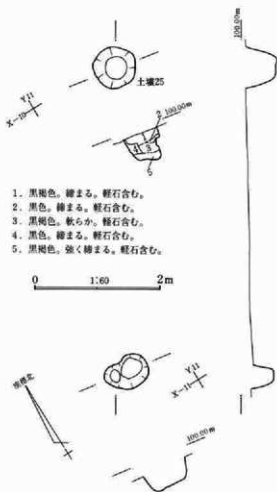 100.00m
土壙25
Y.11
X-10
2 100.00m
4 3
5
1. 黒褐色。締まる。軽石含む。
2. 黒色。締まる。軽石含む。
3. 黒褐色。軟らか。軽石含む。
4. 黒色。締まる。軽石含む。
5. 黒褐色。強く締まる。軽石含む。
0 1:60 2m
Y.11
X-11
座標北
100.00m